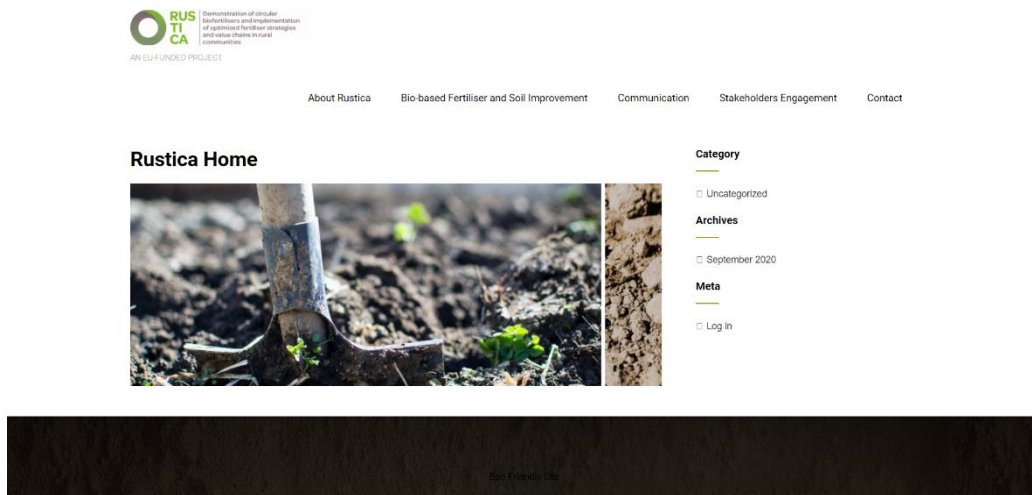 RUS
TI
CA
Demonstration of circular
biofertilisers and implementation
of optimized fertiliser strategies
and value chains in rural
communities
AN EU-FUNDED PROJECT
About Rustica Bio-based Fertiliser and Soil Improvement Communication Stakeholders Engagement Contact
Rustica Home
Category
Uncategorized
Archives
September 2020
Meta
Log in
Eco Friendly Lite